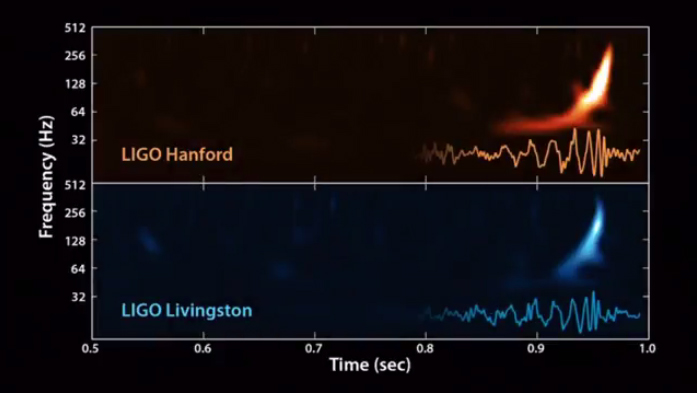 512
256
128
64
32
LIGO Hanford
512
256
128
64
32
LIGO Livingston
Frequency (Hz)
0.5 0.6 0.7 0.8 0.9 1.0
Time (sec)